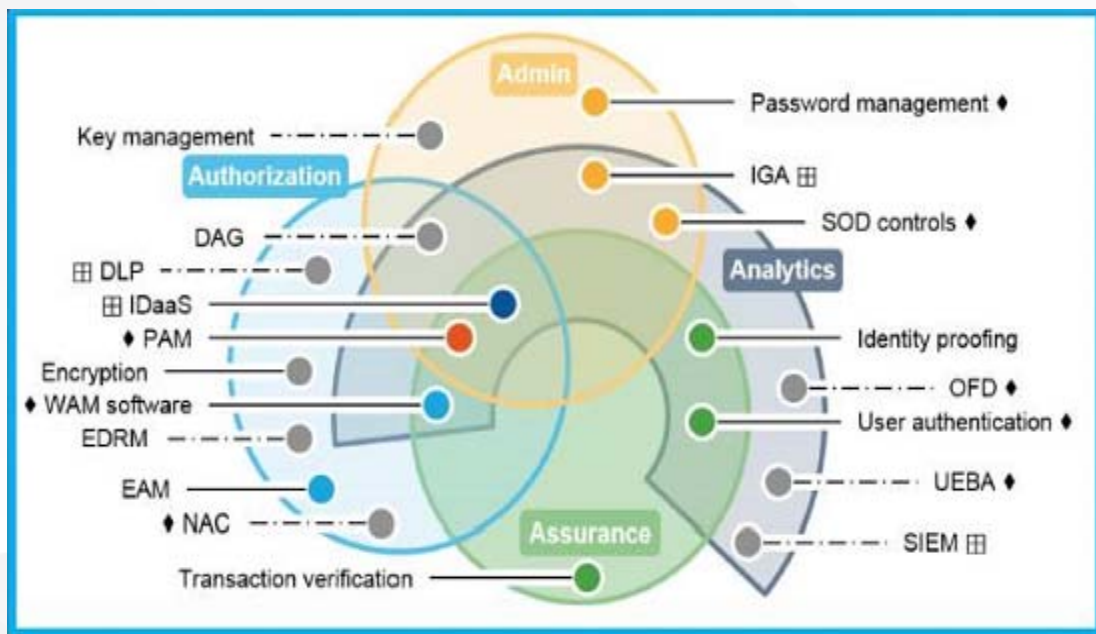 Admin
Password management ♦
Key management
IGA ⊞
Authorization
SOD controls ♦
DAG
Analytics
⊞ DLP
⊞ IDaaS
♦ PAM
Identity proofing
Encryption
OFD ♦
♦ WAM software
User authentication ♦
EDRM
EAM
UEBA ♦
♦ NAC
Assurance
SIEM ⊞
Transaction verification